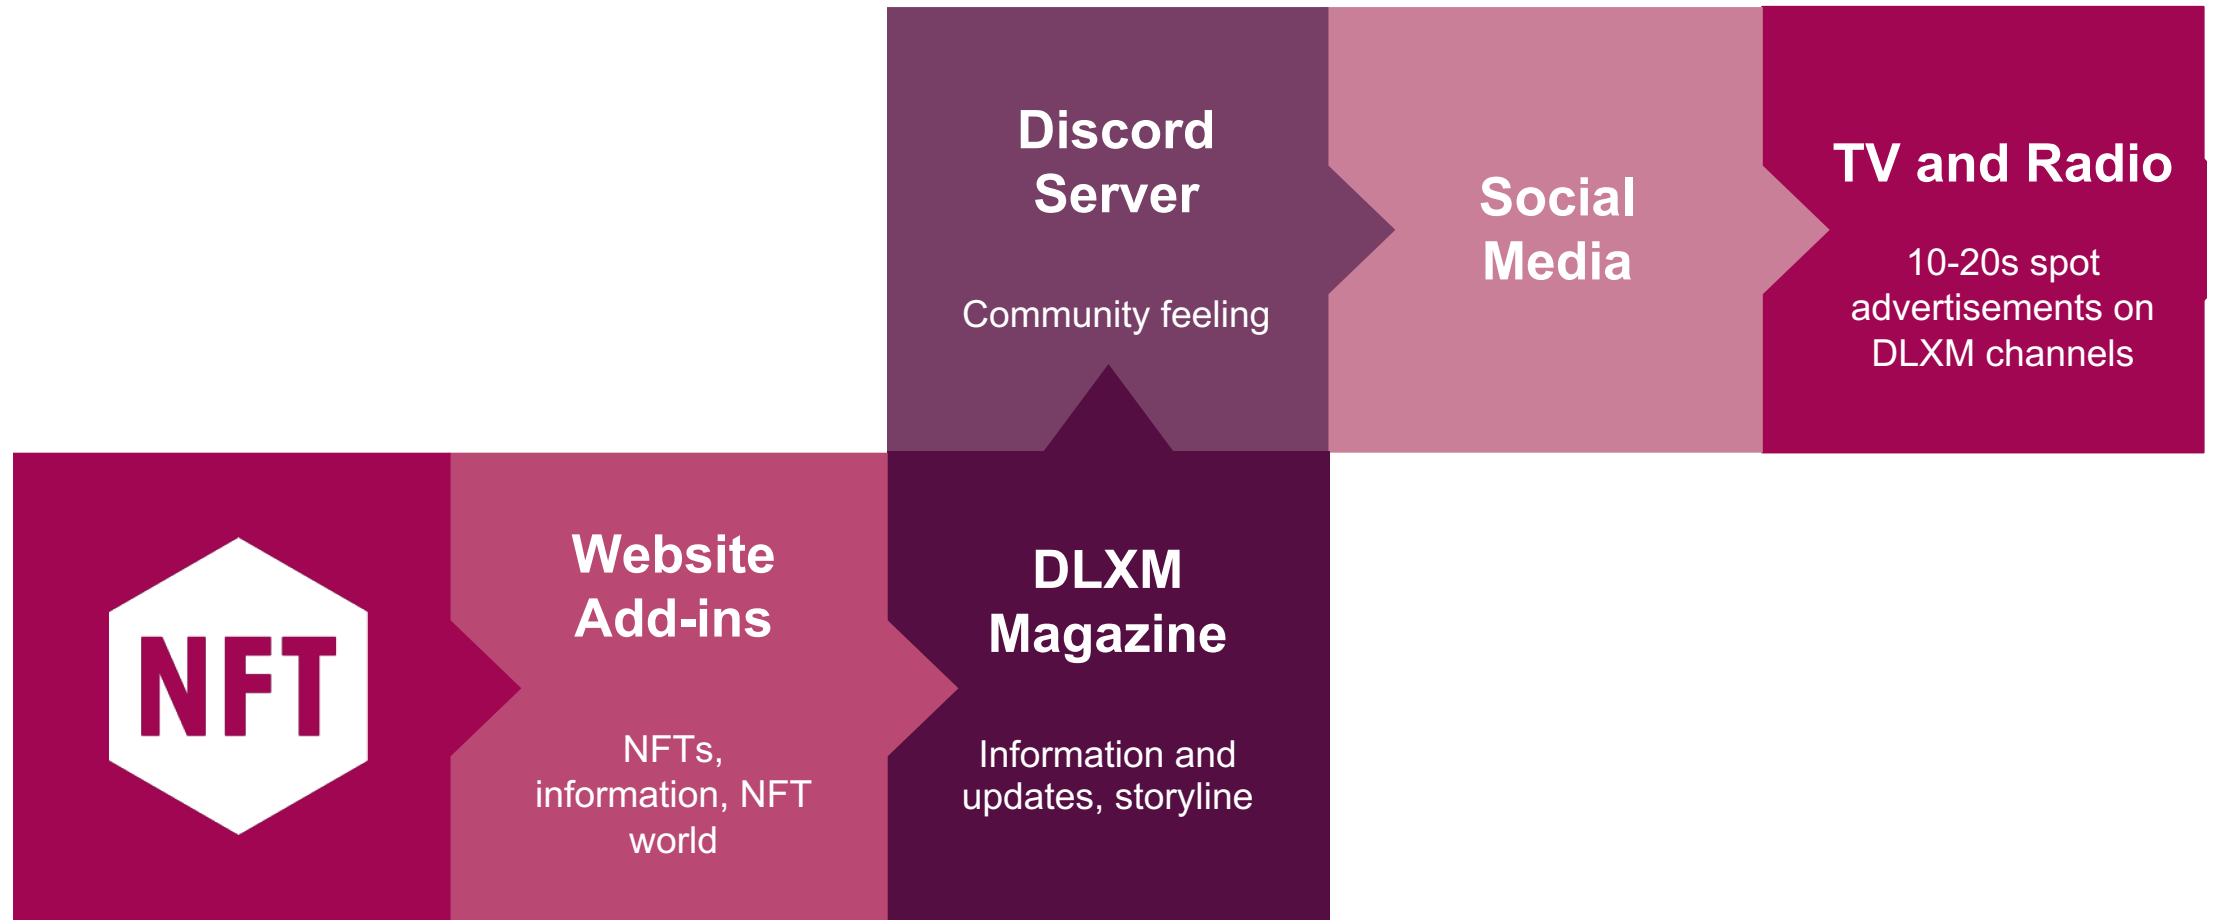 NFT
Website
Add-ins
NFTs,
information, NFT
world
DLXM
Magazine
Information and
updates, storyline
Discord
Server
Community feeling
Social
Media
TV and Radio
10-20s spot
advertisements on
DLXM channels